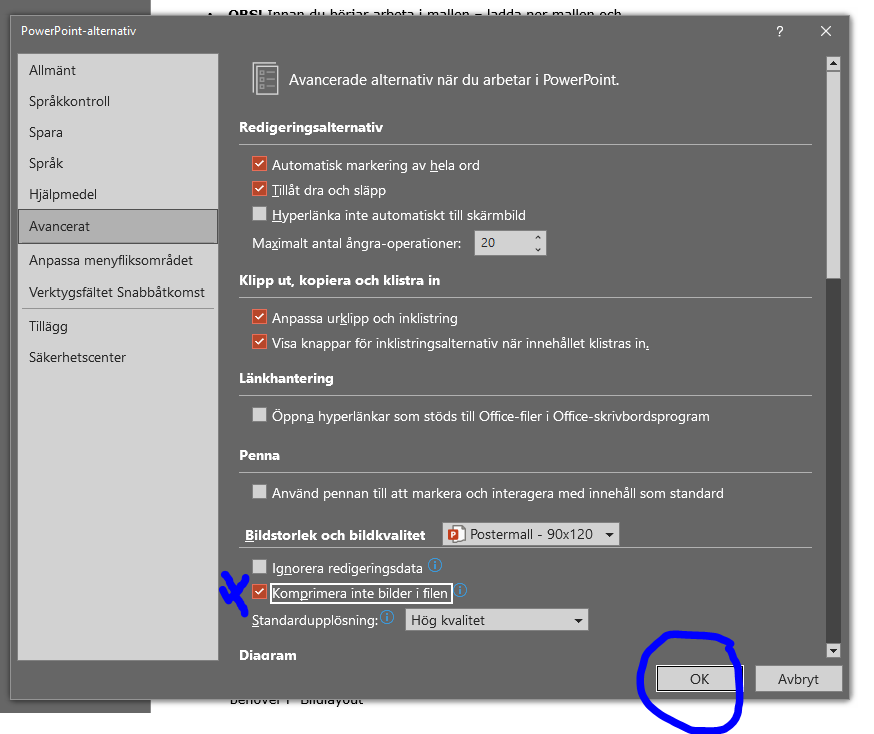 • OBS! Innan du börjar arbeta i mallen – ladda ner mallen och
PowerPoint-alternativ
Allmänt
Språkkontroll
Spara
Språk
Hjälpmedel
Avancerat
Anpassa menyfliksområdet
Verktygsfältet Snabbåtkomst
Tillägg
Säkerhetscenter
Avancerade alternativ när du arbetar i PowerPoint.
Redigeringsalternativ
Automatisk markering av hela ord
Tillåt dra och släpp
Hyperlänka inte automatiskt till skärmbild
Maximalt antal ångra-operationer: 20
Klipp ut, kopiera och klistra in
Anpassa urklipp och inklistring
Visa knappar för inklistringsalternativ när innehållet klistras in.
Länkhantering
Öppna hyperlänkar som stöds till Office-filer i Office-skrivbordsprogram
Penna
Använd pennan till att markera och interagera med innehåll som standard
Bildstorlek och bildkvalitet Postermall - 90x120
Ignorera redigeringsdata
Komprimera inte bilder i filen
Standardupplösning: Hög kvalitet
Diagram
OK Avbryt
behöver i "Bildlayout"